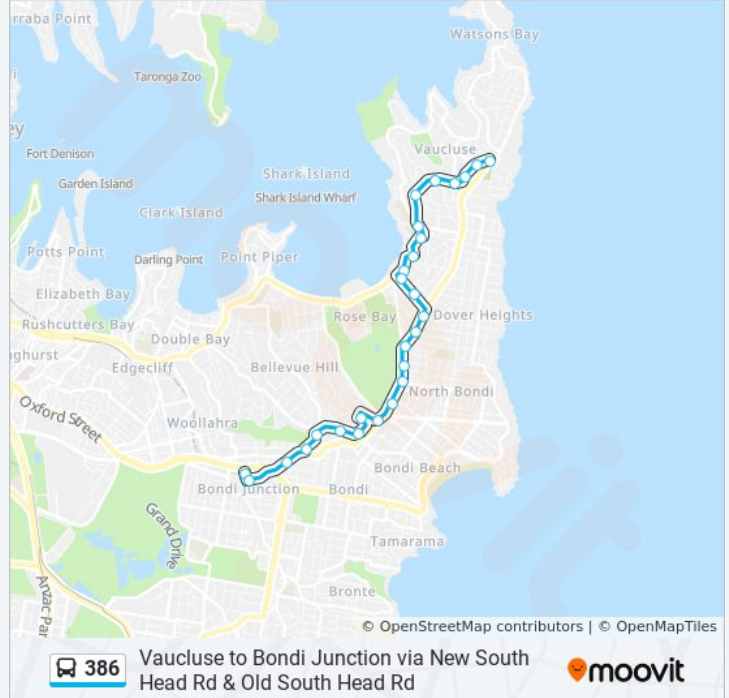 rraba Point
Watsons Bay
Taronga Zoo
ey
Fort Denison
Vaucluse
Garden Island
Shark Island
Shark Island Wharf
Clark Island
Potts Point
Darling Point
Point Piper
Elizabeth Bay
Rushcutters Bay
Rose Bay
Dover Heights
Double Bay
nghurst
Edgecliff
Bellevue Hill
North Bondi
Oxford Street
Woollahra
Bondi Beach
Bondi Junction
Bondi
Grand Drive
Tamarama
Anzac Par
Bronte
© OpenStreetMap contributors | © OpenMapTiles
386
Vaucluse to Bondi Junction via New South
Head Rd & Old South Head Rd
moovit